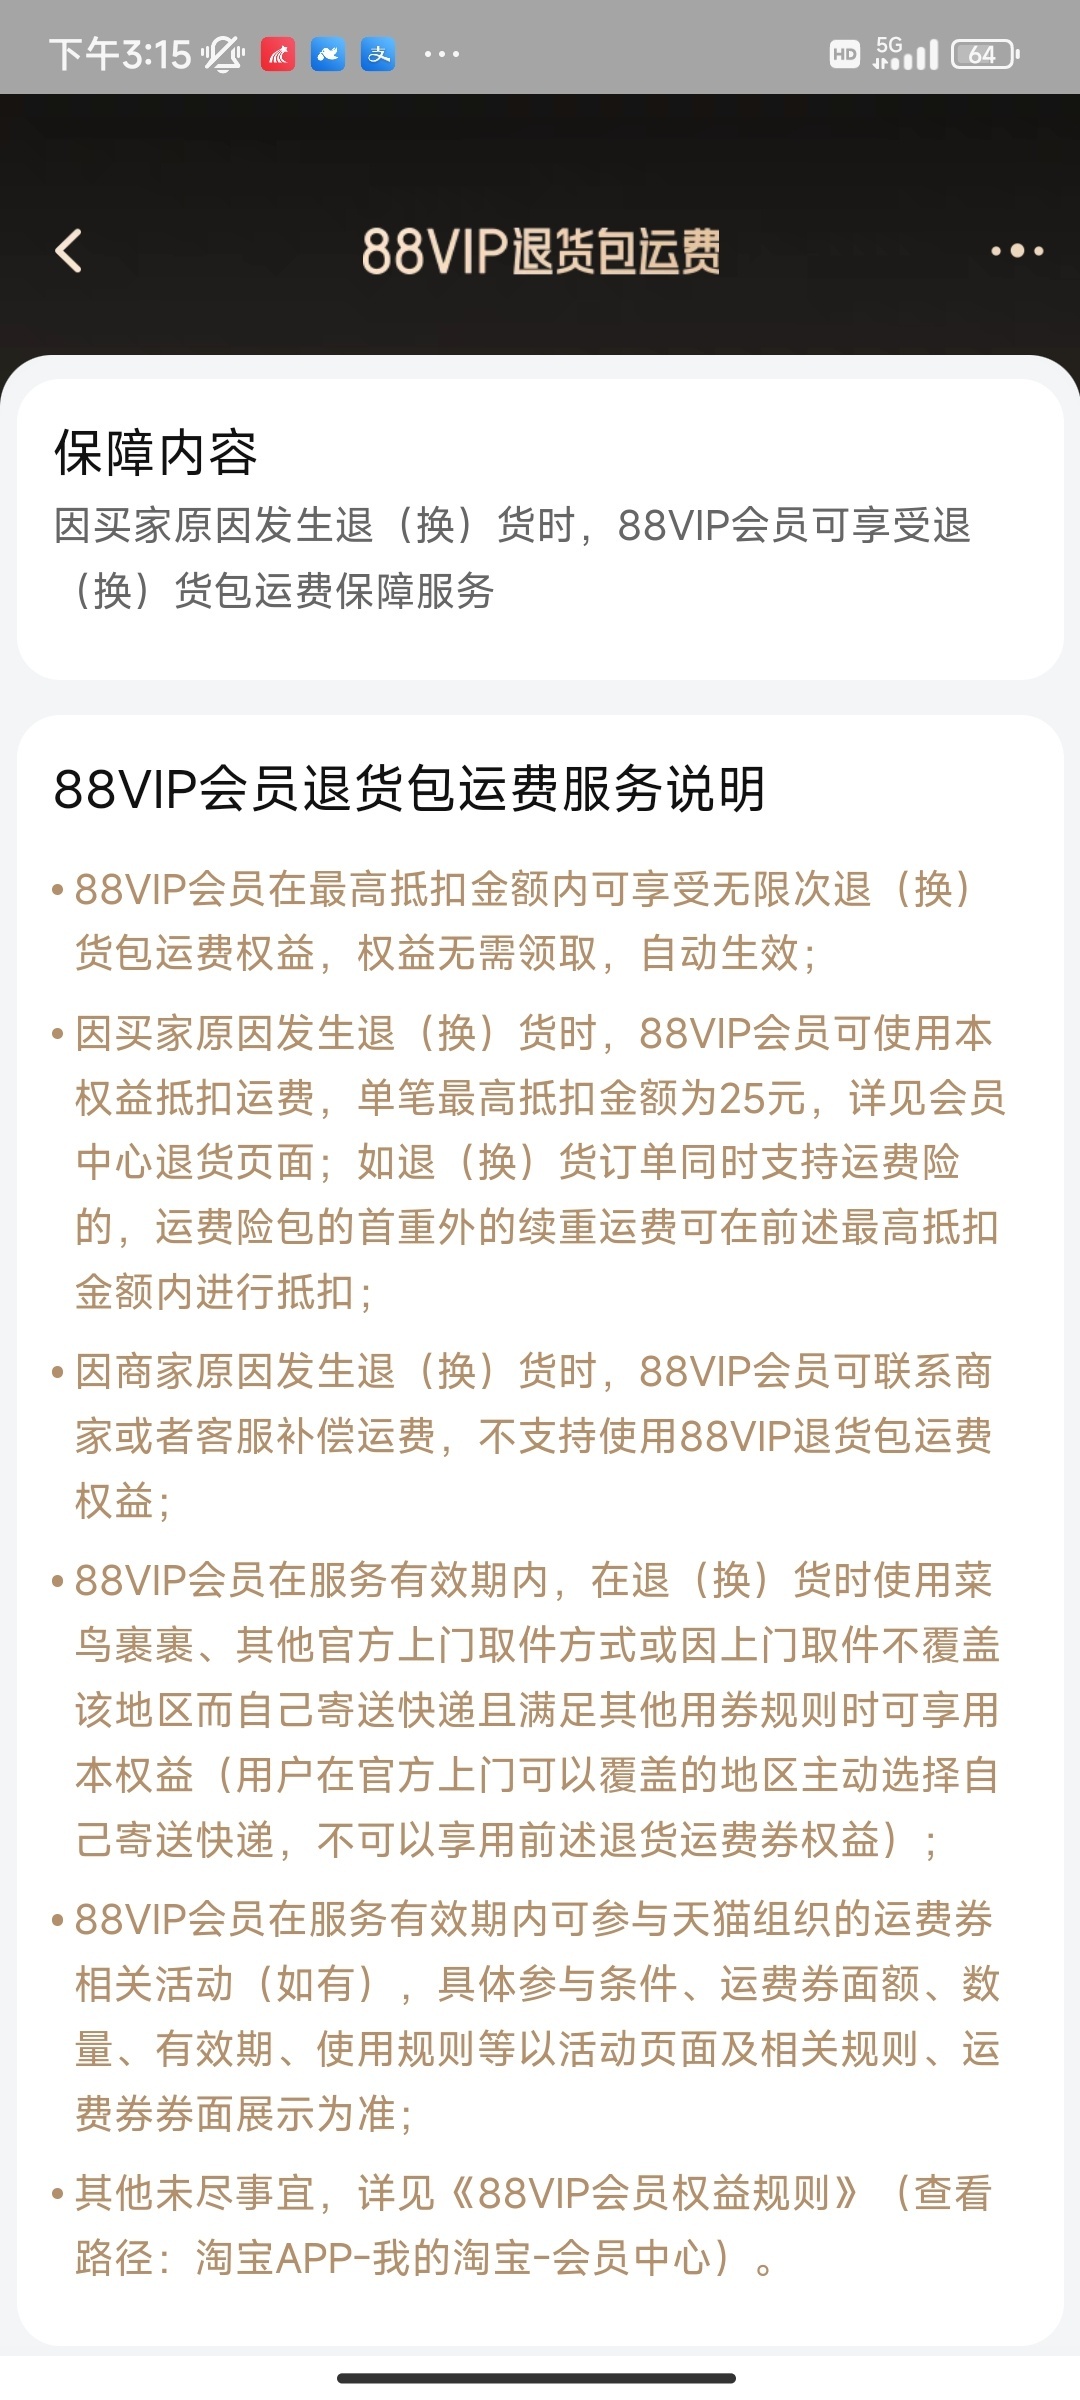 下午3:15
HD 5G 64
88VIP退货包运费
保障内容
因买家原因发生退（换）货时，88VIP会员可享受退
（换）货包运费保障服务
88VIP会员退货包运费服务说明
• 88VIP会员在最高抵扣金额内可享受无限次退（换）
货包运费权益，权益无需领取，自动生效；
• 因买家原因发生退（换）货时，88VIP会员可使用本
权益抵扣运费，单笔最高抵扣金额为25元，详见会员
中心退货页面；如退（换）货订单同时支持运费险
的，运费险包的首重外的续重运费可在前述最高抵扣
金额内进行抵扣；
• 因商家原因发生退（换）货时，88VIP会员可联系商
家或者客服补偿运费，不支持使用88VIP退货包运费
权益；
• 88VIP会员在服务有效期内，在退（换）货时使用菜
鸟裹裹、其他官方上门取件方式或因上门取件不覆盖
该地区而自己寄送快递且满足其他用券规则时可享用
本权益（用户在官方上门可以覆盖的地区主动选择自
己寄送快递，不可以享用前述退货运费券权益）；
• 88VIP会员在服务有效期内可参与天猫组织的运费券
相关活动（如有），具体参与条件、运费券面额、数
量、有效期、使用规则等以活动页面及相关规则、运
费券券面展示为准；
• 其他未尽事宜，详见《88VIP会员权益规则》（查看
路径：淘宝APP-我的淘宝-会员中心）。